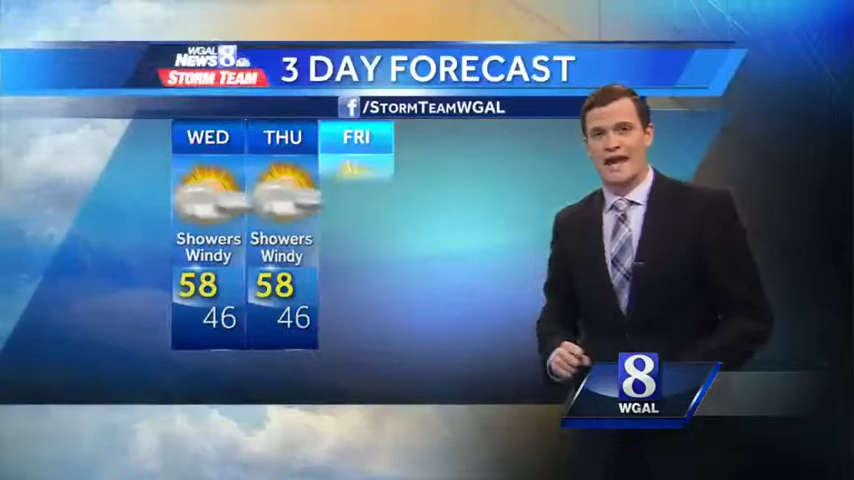 WGAL
NEWS 8
STORM TEAM
3 DAY FORECAST
f /STORMTEAMWGAL
WED THU FRI
Showers Showers
Windy Windy
58 58
46 46
8
WGAL